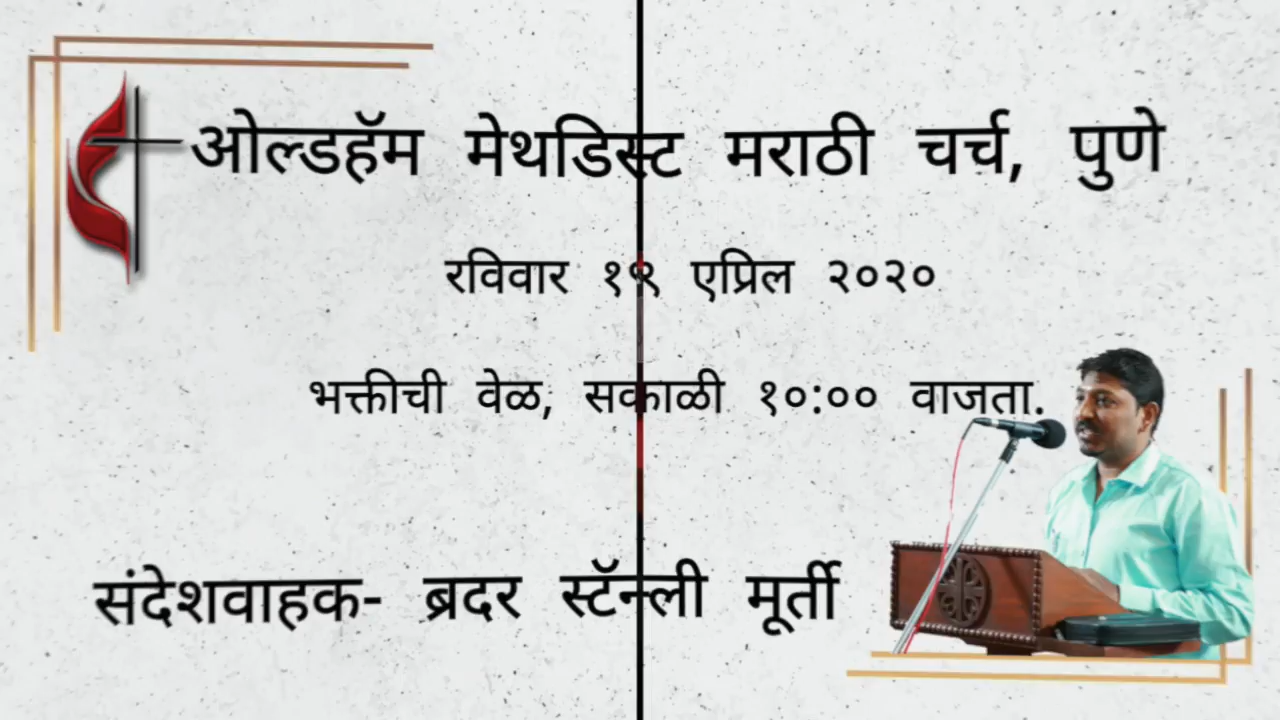 ओल्डहॅम मेथडिस्ट मराठी चर्च, पुणे
रविवार १९ एप्रिल २०२०
भक्तीची वेळ, सकाळी १०:०० वाजता.
संदेशवाहक- ब्रदर स्टॅन्ली मूर्ती